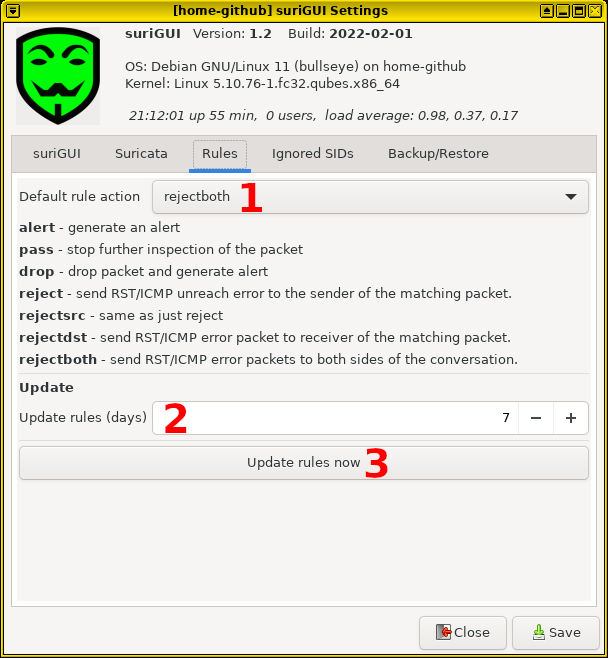 [home-github] suriGUI Settings
suriGUI Version: 1.2 Build: 2022-02-01
OS: Debian GNU/Linux 11 (bullseye) on home-github
Kernel: Linux 5.10.76-1.fc32.qubes.x86_64
21:12:01 up 55 min, 0 users, load average: 0.98, 0.37, 0.17
suriGUI Suricata Rules Ignored SIDs Backup/Restore
Default rule action rejectboth 1
alert - generate an alert
pass - stop further inspection of the packet
drop - drop packet and generate alert
reject - send RST/ICMP unreach error to the sender of the matching packet.
rejectsrc - same as just reject
rejectdst - send RST/ICMP error packet to receiver of the matching packet.
rejectboth - send RST/ICMP error packets to both sides of the conversation.
Update
Update rules (days) 2 7 − +
Update rules now 3
Close Save